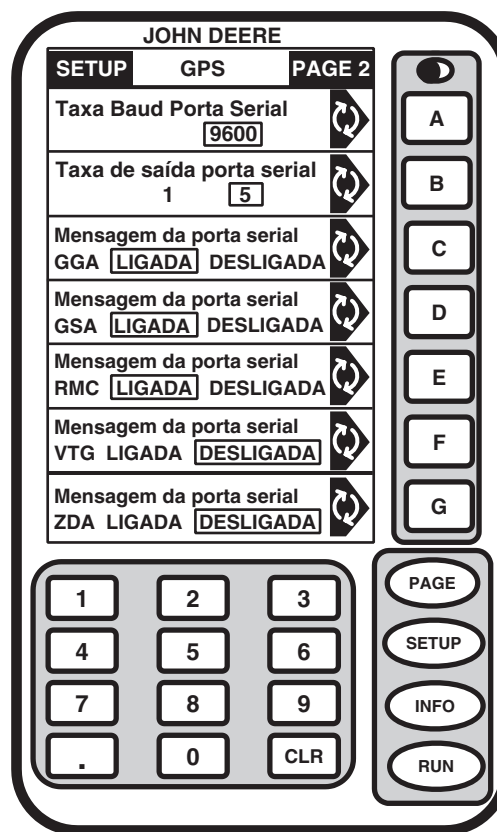 JOHN DEERE
SETUP GPS PAGE 2
Taxa Baud Porta Serial
9600
Taxa de saída porta serial
1 5
Mensagem da porta serial
GGA LIGADA DESLIGADA
Mensagem da porta serial
GSA LIGADA DESLIGADA
Mensagem da porta serial
RMC LIGADA DESLIGADA
Mensagem da porta serial
VTG LIGADA DESLIGADA
Mensagem da porta serial
ZDA LIGADA DESLIGADA
A
B
C
D
E
F
G
1 2 3
4 5 6
7 8 9
. 0 CLR
PAGE
SETUP
INFO
RUN